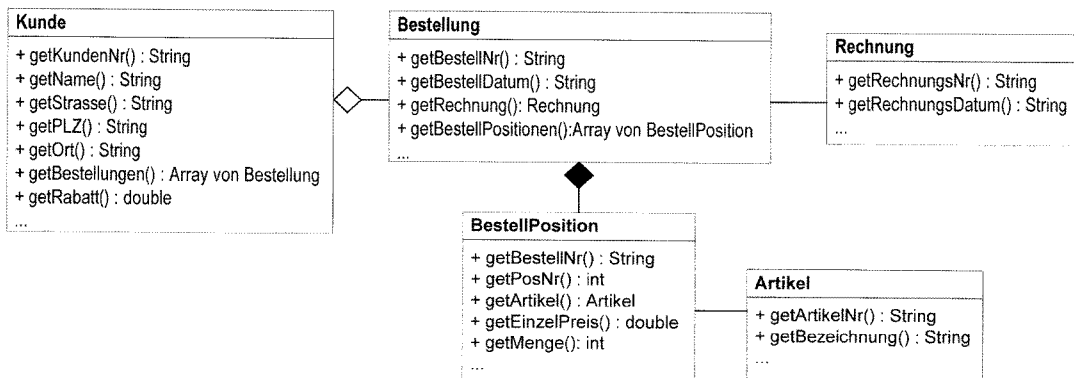 Kunde
+ getKundenNr() : String
+ getName() : String
+ getStrasse() : String
+ getPLZ() : String
+ getOrt() : String
+ getBestellungen() : Array von Bestellung
+ getRabatt() : double
...
Bestellung
+ getBestellNr() : String
+ getBestellDatum() : String
+ getRechnung(): Rechnung
+ getBestellPositionen():Array von BestellPosition
...
Rechnung
+ getRechnungsNr() : String
+ getRechnungsDatum() : String
...
BestellPosition
+ getBestellNr() : String
+ getPosNr() : int
+ getArtikel() : Artikel
+ getEinzelPreis() : double
+ getMenge(): int
...
Artikel
+ getArtikelNr() : String
+ getBezeichnung() : String
...